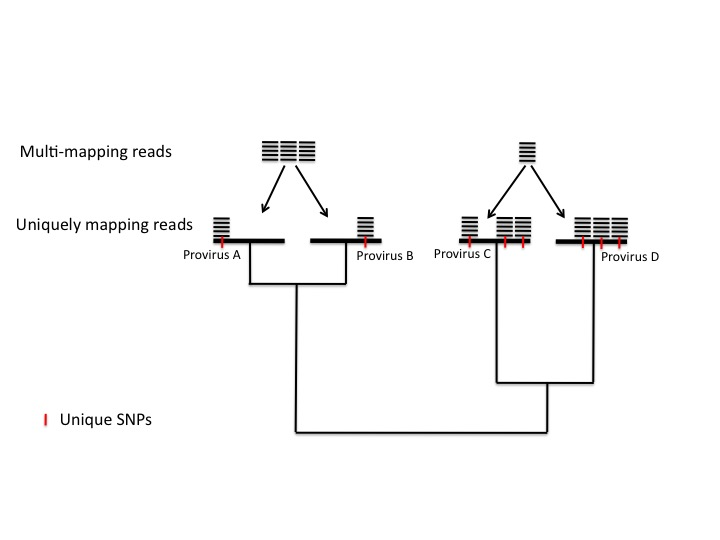 Multi-mapping reads
Uniquely mapping reads
Provirus A
Provirus B
Provirus C
Provirus D
Unique SNPs